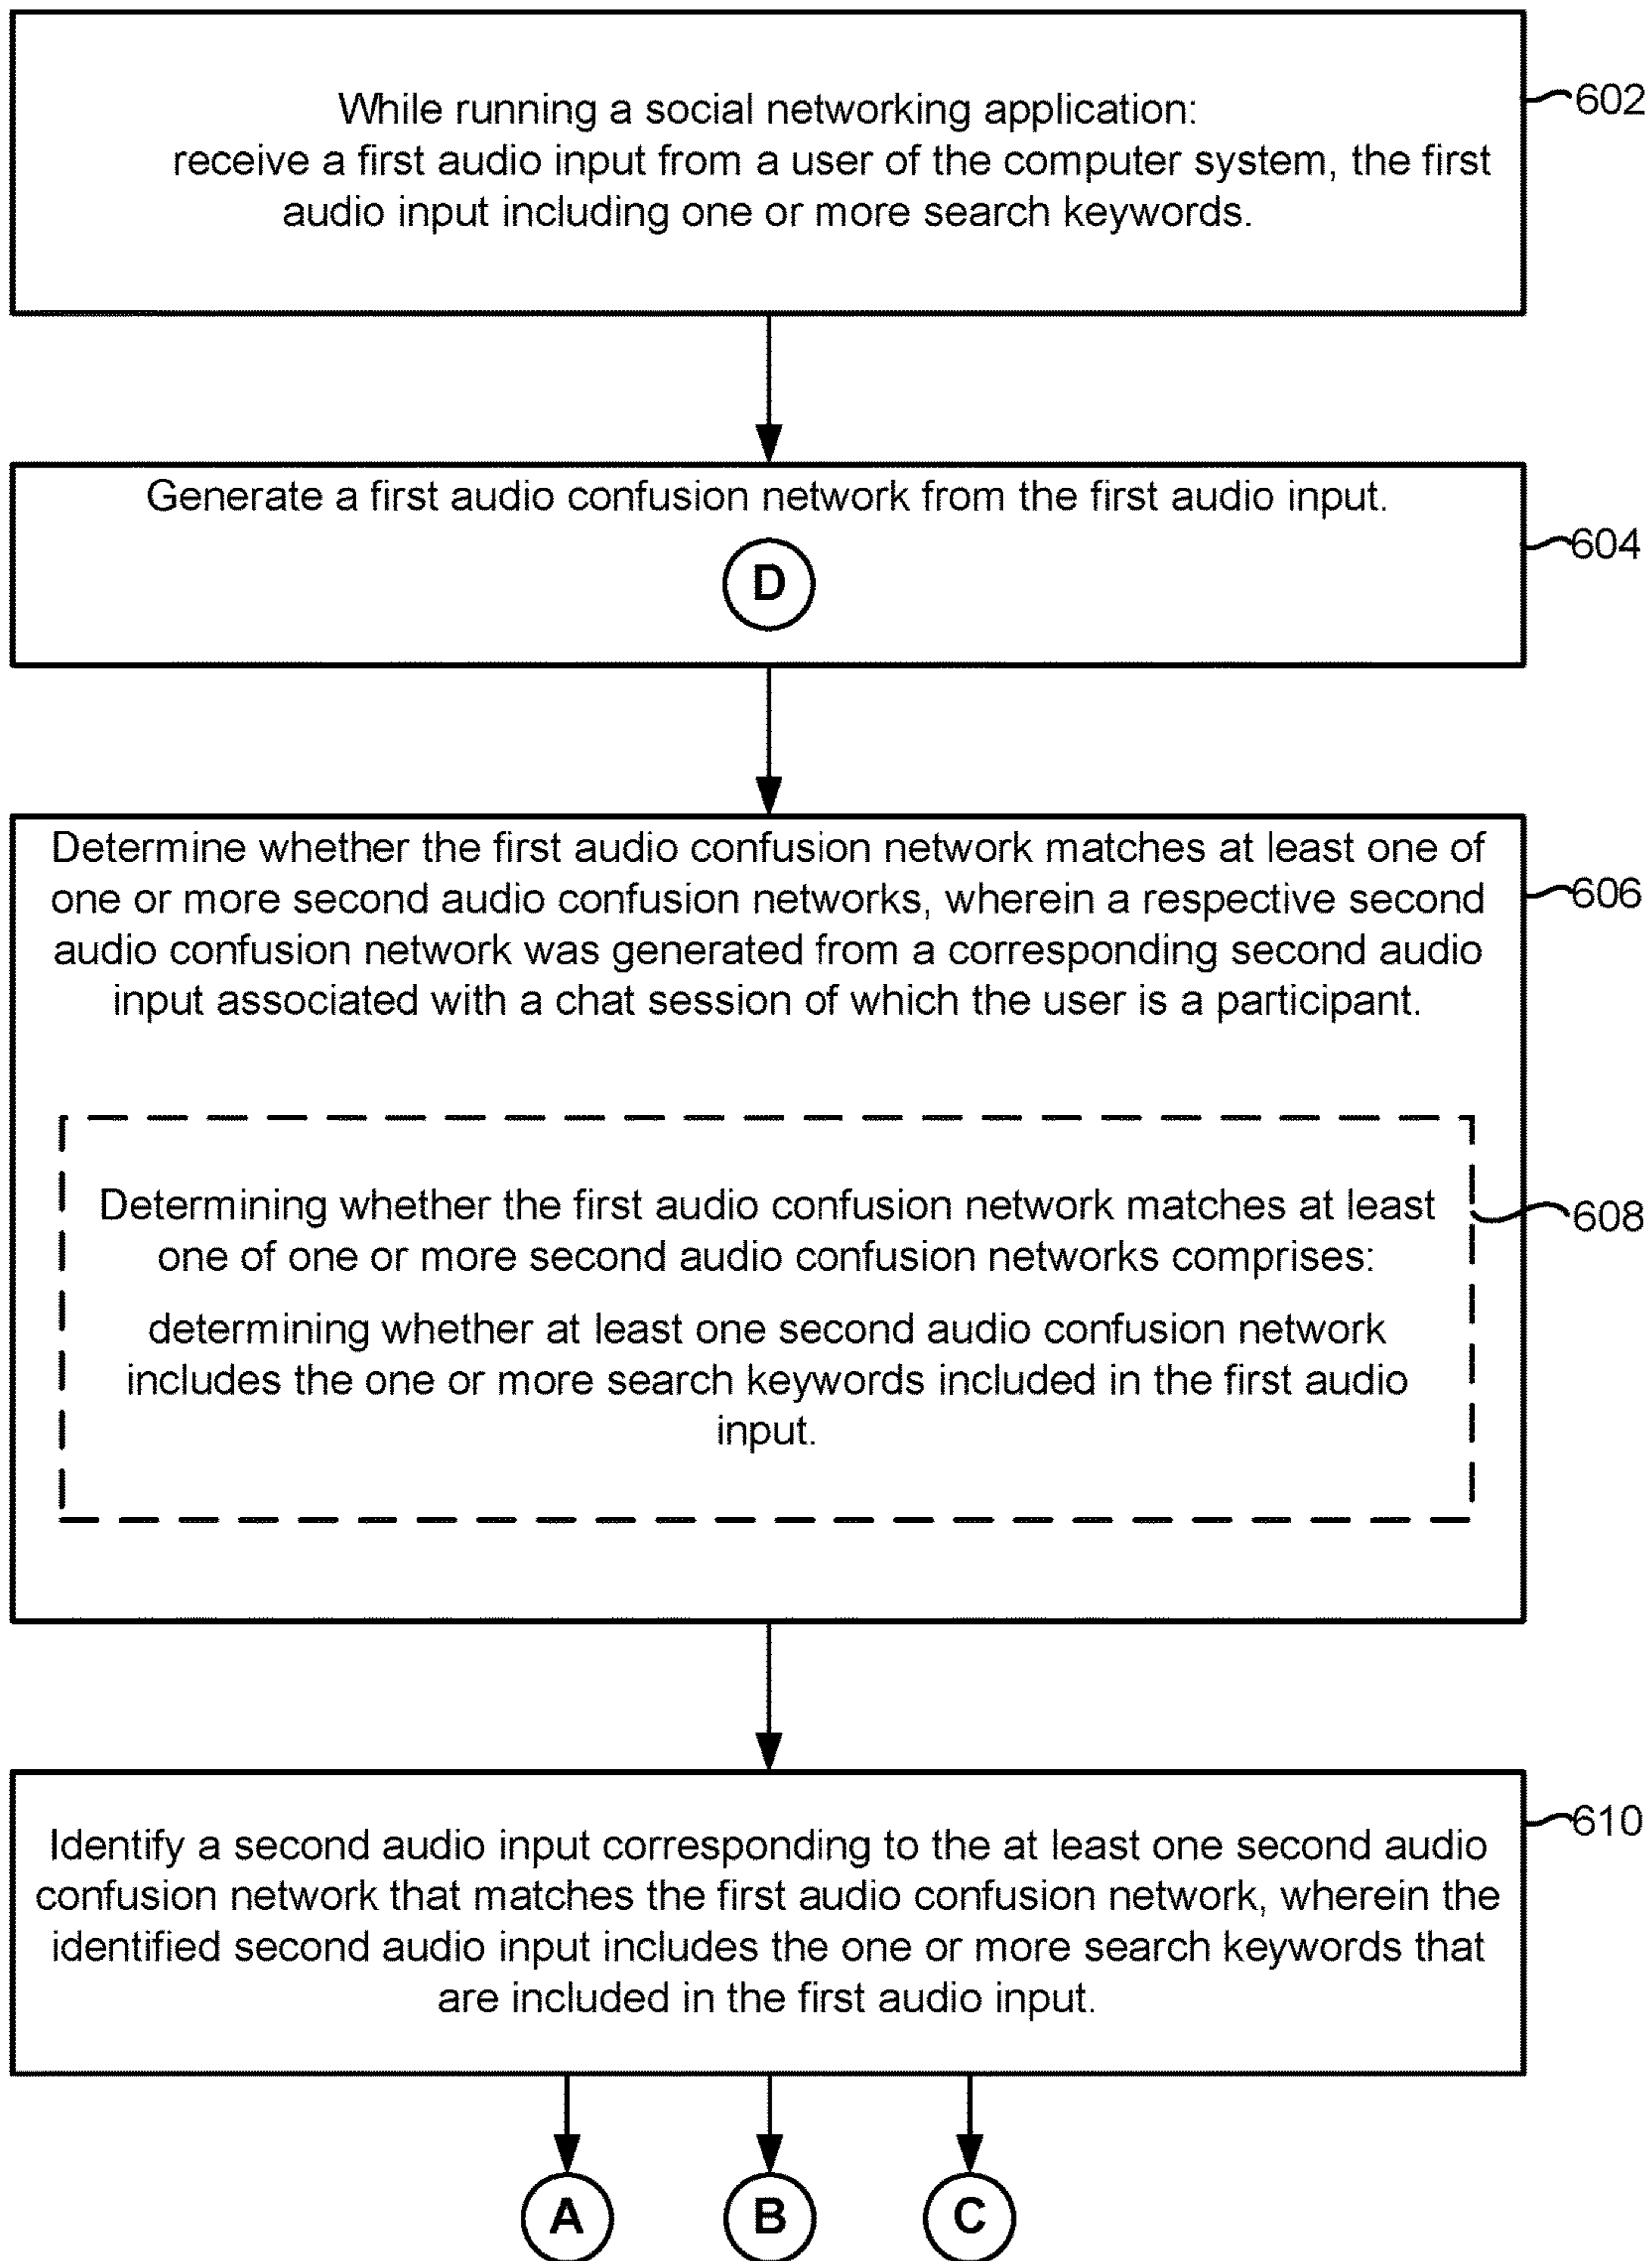 While running a social networking application:
receive a first audio input from a user of the computer system, the first
audio input including one or more search keywords.
602
Generate a first audio confusion network from the first audio input.
604
D
Determine whether the first audio confusion network matches at least one of
one or more second audio confusion networks, wherein a respective second
audio confusion network was generated from a corresponding second audio
input associated with a chat session of which the user is a participant.
606
Determining whether the first audio confusion network matches at least
one of one or more second audio confusion networks comprises:
determining whether at least one second audio confusion network
includes the one or more search keywords included in the first audio
input.
608
Identify a second audio input corresponding to the at least one second audio
confusion network that matches the first audio confusion network, wherein the
identified second audio input includes the one or more search keywords that
are included in the first audio input.
610
A
B
C